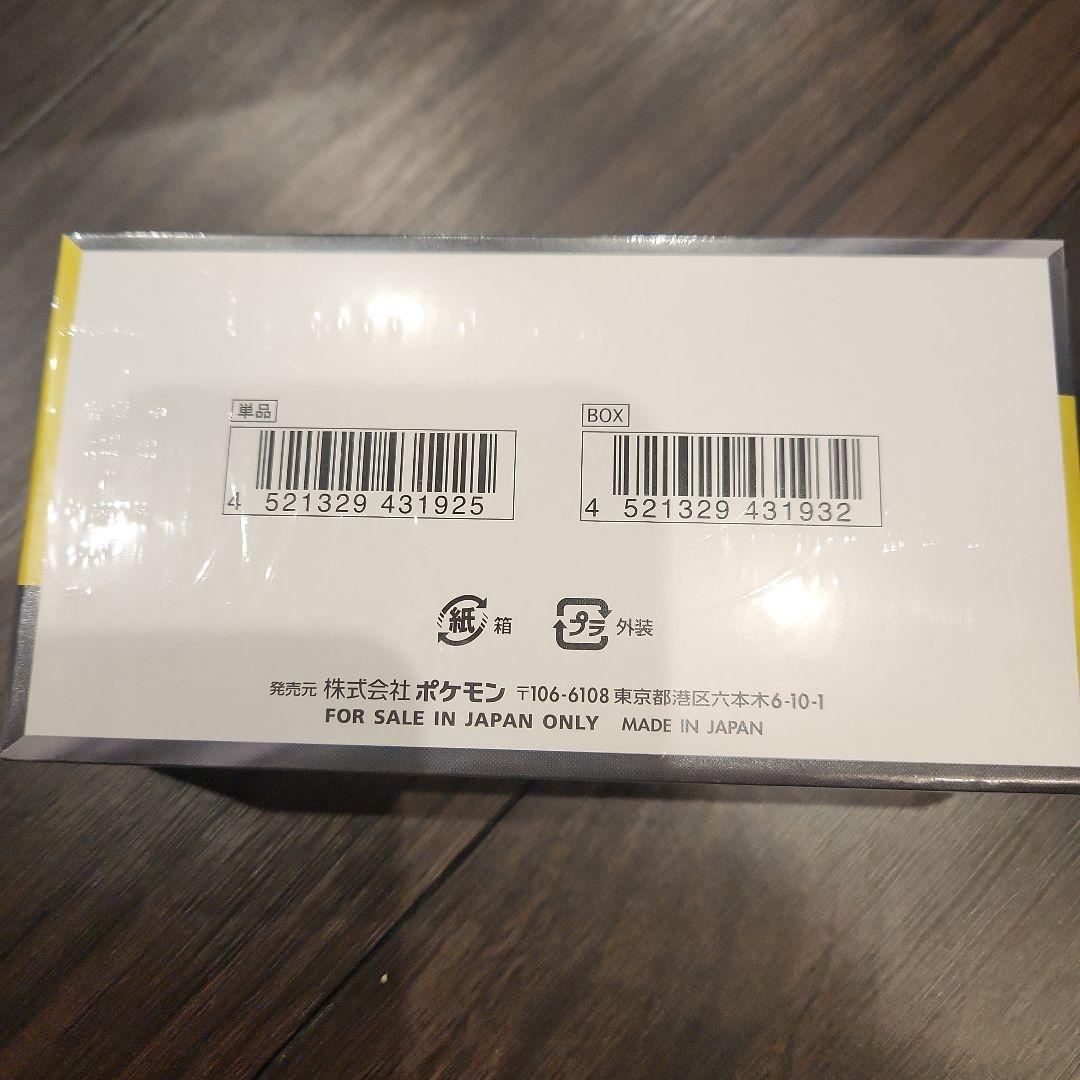 単品
4 521329 431925
BOX
4 521329 431932
紙 箱
プラ 外装
発売元 株式会社 ポケモン 〒106-6108 東京都港区六本木6-10-1
FOR SALE IN JAPAN ONLY MADE IN JAPAN